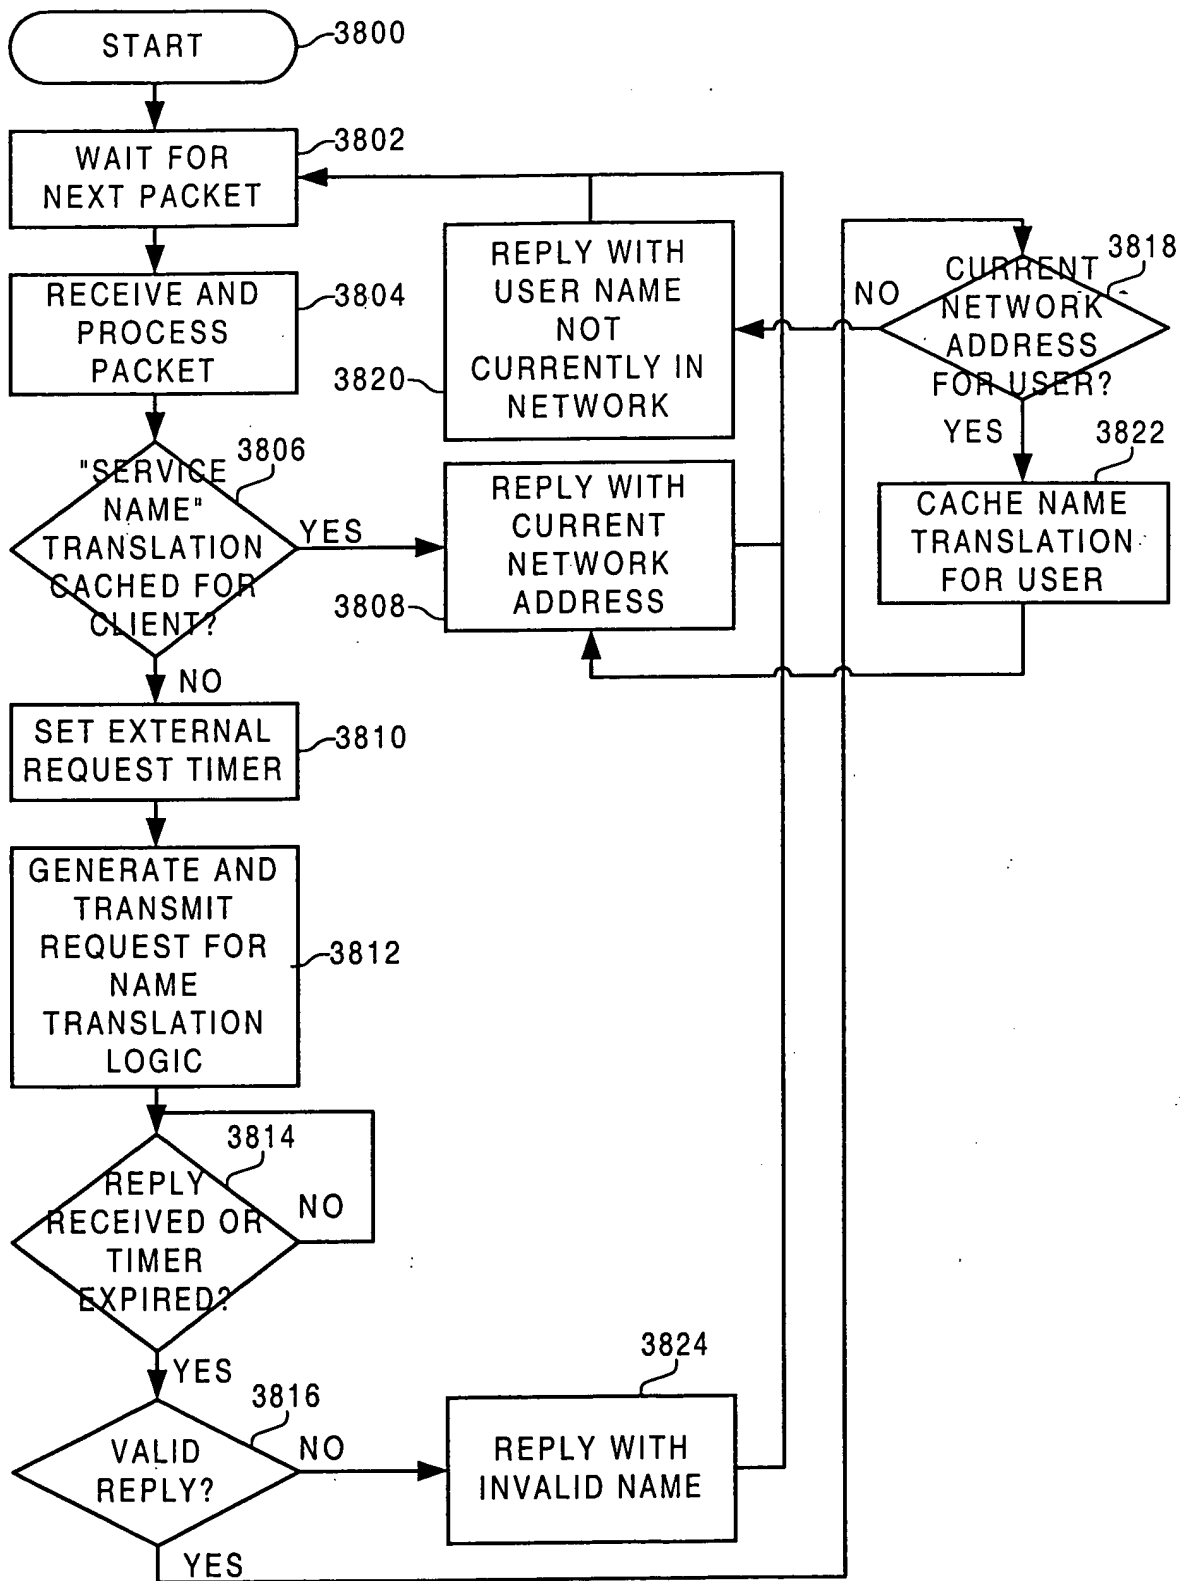 START
3800
WAIT FOR
NEXT PACKET
3802
RECEIVE AND
PROCESS
PACKET
3804
"SERVICE
NAME"
TRANSLATION
CACHED FOR
CLIENT?
3806
YES
NO
REPLY WITH
CURRENT
NETWORK
ADDRESS
3808
SET EXTERNAL
REQUEST TIMER
3810
GENERATE AND
TRANSMIT
REQUEST FOR
NAME
TRANSLATION
LOGIC
3812
REPLY
RECEIVED OR
TIMER
EXPIRED?
3814
NO
YES
VALID
REPLY?
3816
NO
YES
REPLY WITH
INVALID NAME
3824
CURRENT
NETWORK
ADDRESS
FOR USER?
3818
NO
YES
REPLY WITH
USER NAME
NOT
CURRENTLY IN
NETWORK
3820
CACHE NAME
TRANSLATION
FOR USER
3822